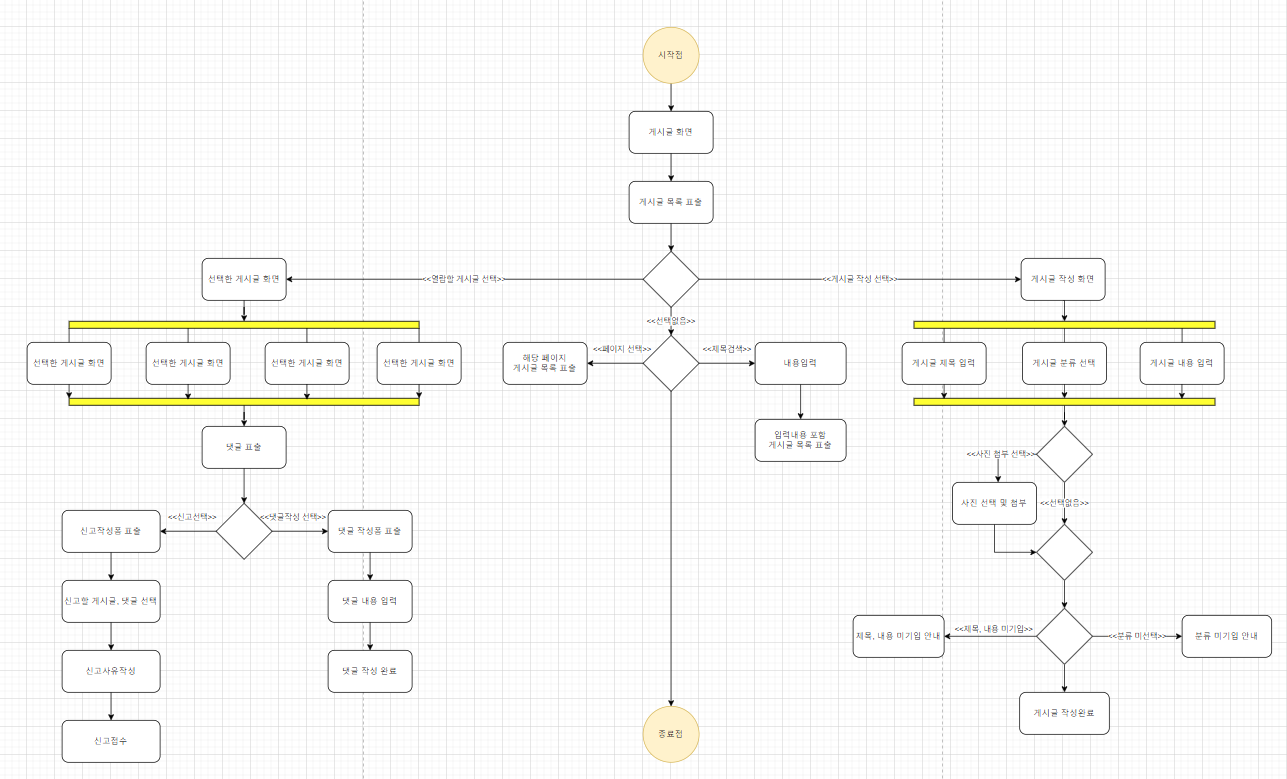 시작점
게시글 화면
게시글 목록 표출
선택한 게시글 화면
<<열람할 게시글 선택>>
<<게시글 작성 선택>>
게시글 작성 화면
<<선택없음>>
선택한 게시글 화면
선택한 게시글 화면
선택한 게시글 화면
선택한 게시글 화면
해당 페이지
게시글 목록 표출
<<페이지 선택>>
<<제목검색>>
내용입력
게시글 제목 입력
게시글 분류 선택
게시글 내용 입력
댓글 표출
입력내용 포함
게시글 목록 표출
<<사진 첨부 선택>>
사진 선택 및 첨부
<<선택없음>>
신고작성폼 표출
<<신고선택>>
<<댓글작성 선택>>
댓글 작성폼 표출
신고할 게시글, 댓글 선택
댓글 내용 입력
제목, 내용 미기입 안내
<<제목, 내용 미기입>>
<<분류 미선택>>
분류 미기입 안내
신고사유작성
댓글 작성 완료
게시글 작성완료
신고접수
종료점